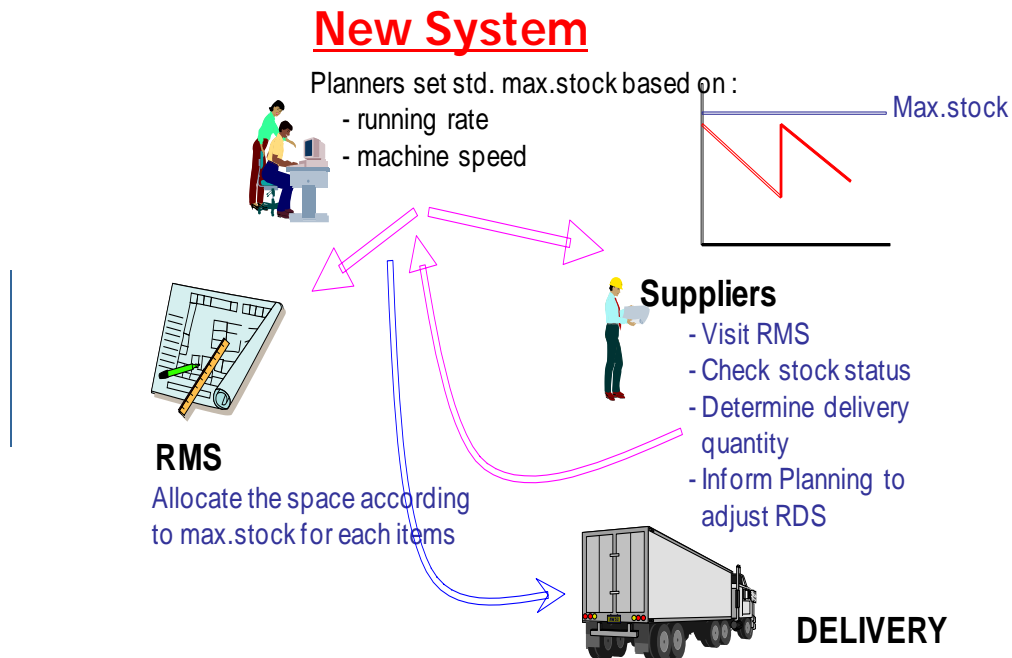 New System
Planners set std. max.stock based on :
- running rate
- machine speed
Max.stock
Suppliers
- Visit RMS
- Check stock status
- Determine delivery
quantity
- Inform Planning to
adjust RDS
RMS
Allocate the space according
to max.stock for each items
DELIVERY